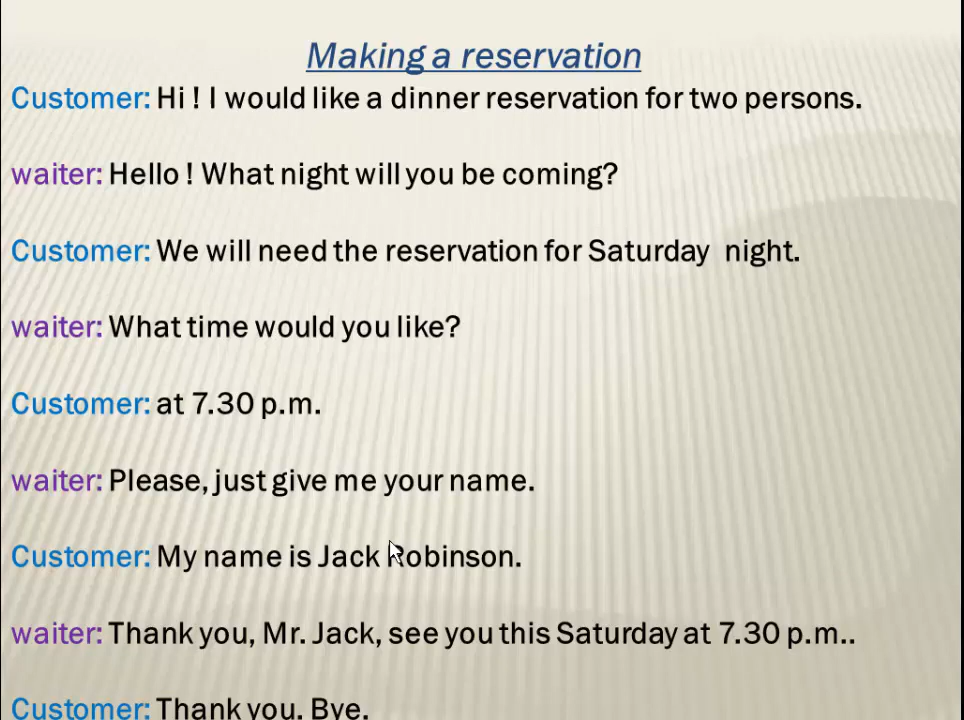 Making a reservation
Customer: Hi ! I would like a dinner reservation for two persons.
waiter: Hello ! What night will you be coming?
Customer: We will need the reservation for Saturday night.
waiter: What time would you like?
Customer: at 7.30 p.m.
waiter: Please, just give me your name.
Customer: My name is Jack Robinson.
waiter: Thank you, Mr. Jack, see you this Saturday at 7.30 p.m..
Customer: Thank you. Bye.